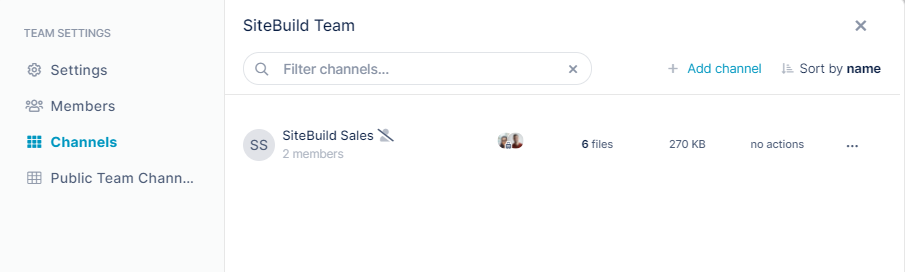 TEAM SETTINGS
Settings
Members
Channels
Public Team Chann...
SiteBuild Team
Filter channels...
Add channel
Sort by name
SS
SiteBuild Sales
2 members
6 files
270 KB
no actions